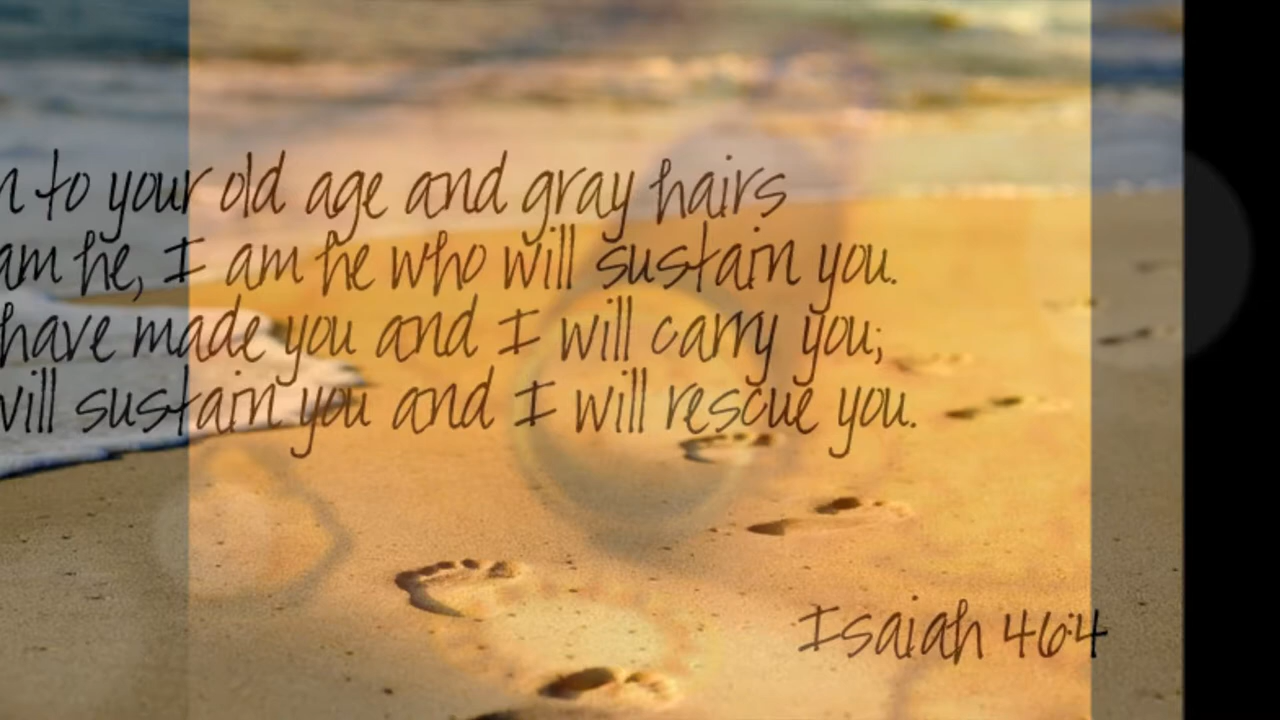 n to your old age and gray hairs
am he, I am he who will sustain you.
have made you and I will carry you;
will sustain you and I will rescue you.
Isaiah 46:4